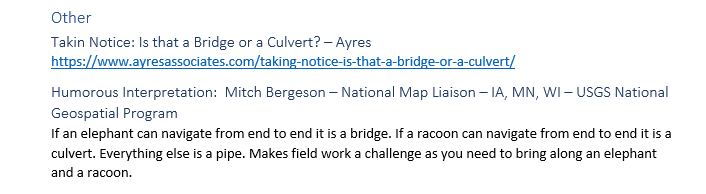 Other
Takin Notice: Is that a Bridge or a Culvert? – Ayres
https://www.ayresassociates.com/taking-notice-is-that-a-bridge-or-a-culvert/
Humorous Interpretation:  Mitch Bergeson – National Map Liaison – IA, MN, WI – USGS National
Geospatial Program
If an elephant can navigate from end to end it is a bridge. If a racoon can navigate from end to end it is a
culvert. Everything else is a pipe. Makes field work a challenge as you need to bring along an elephant
and a racoon.